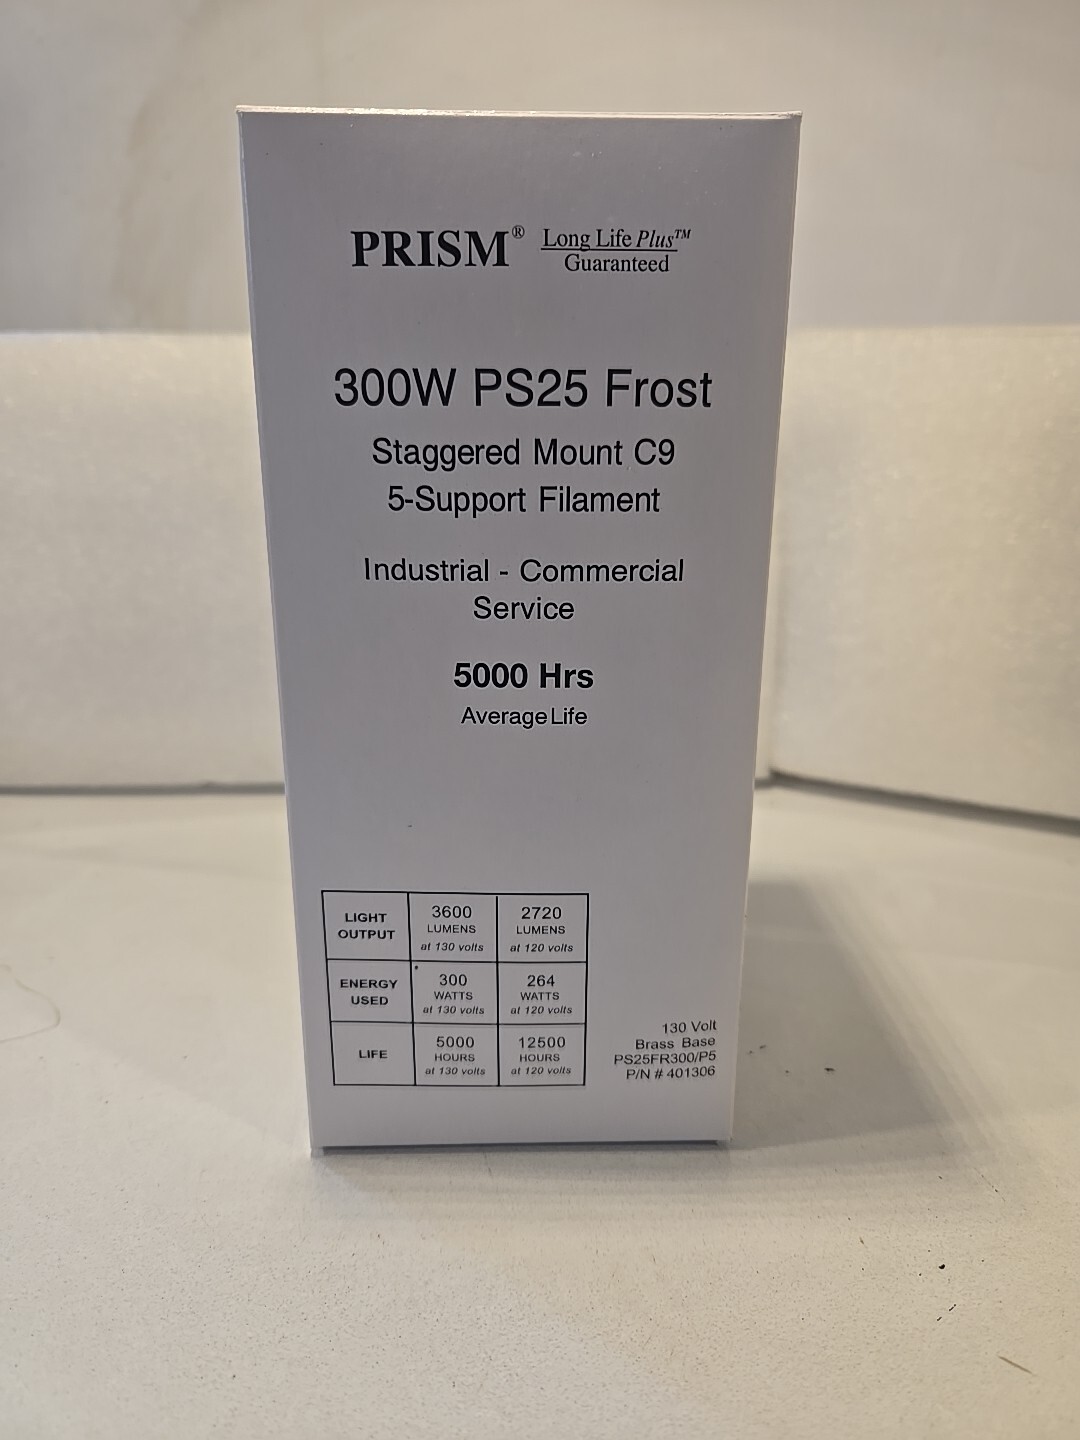 PRISM® Long Life Plus™
Guaranteed
300W PS25 Frost
Staggered Mount C9
5-Support Filament
Industrial - Commercial
Service
5000 Hrs
Average Life
LIGHT OUTPUT
3600 LUMENS at 130 volts
2720 LUMENS at 120 volts
ENERGY USED
300 WATTS at 130 volts
264 WATTS at 120 volts
LIFE
5000 HOURS at 130 volts
12500 HOURS at 120 volts
130 Volt
Brass Base
PS25FR300/P5
P/N # 401306